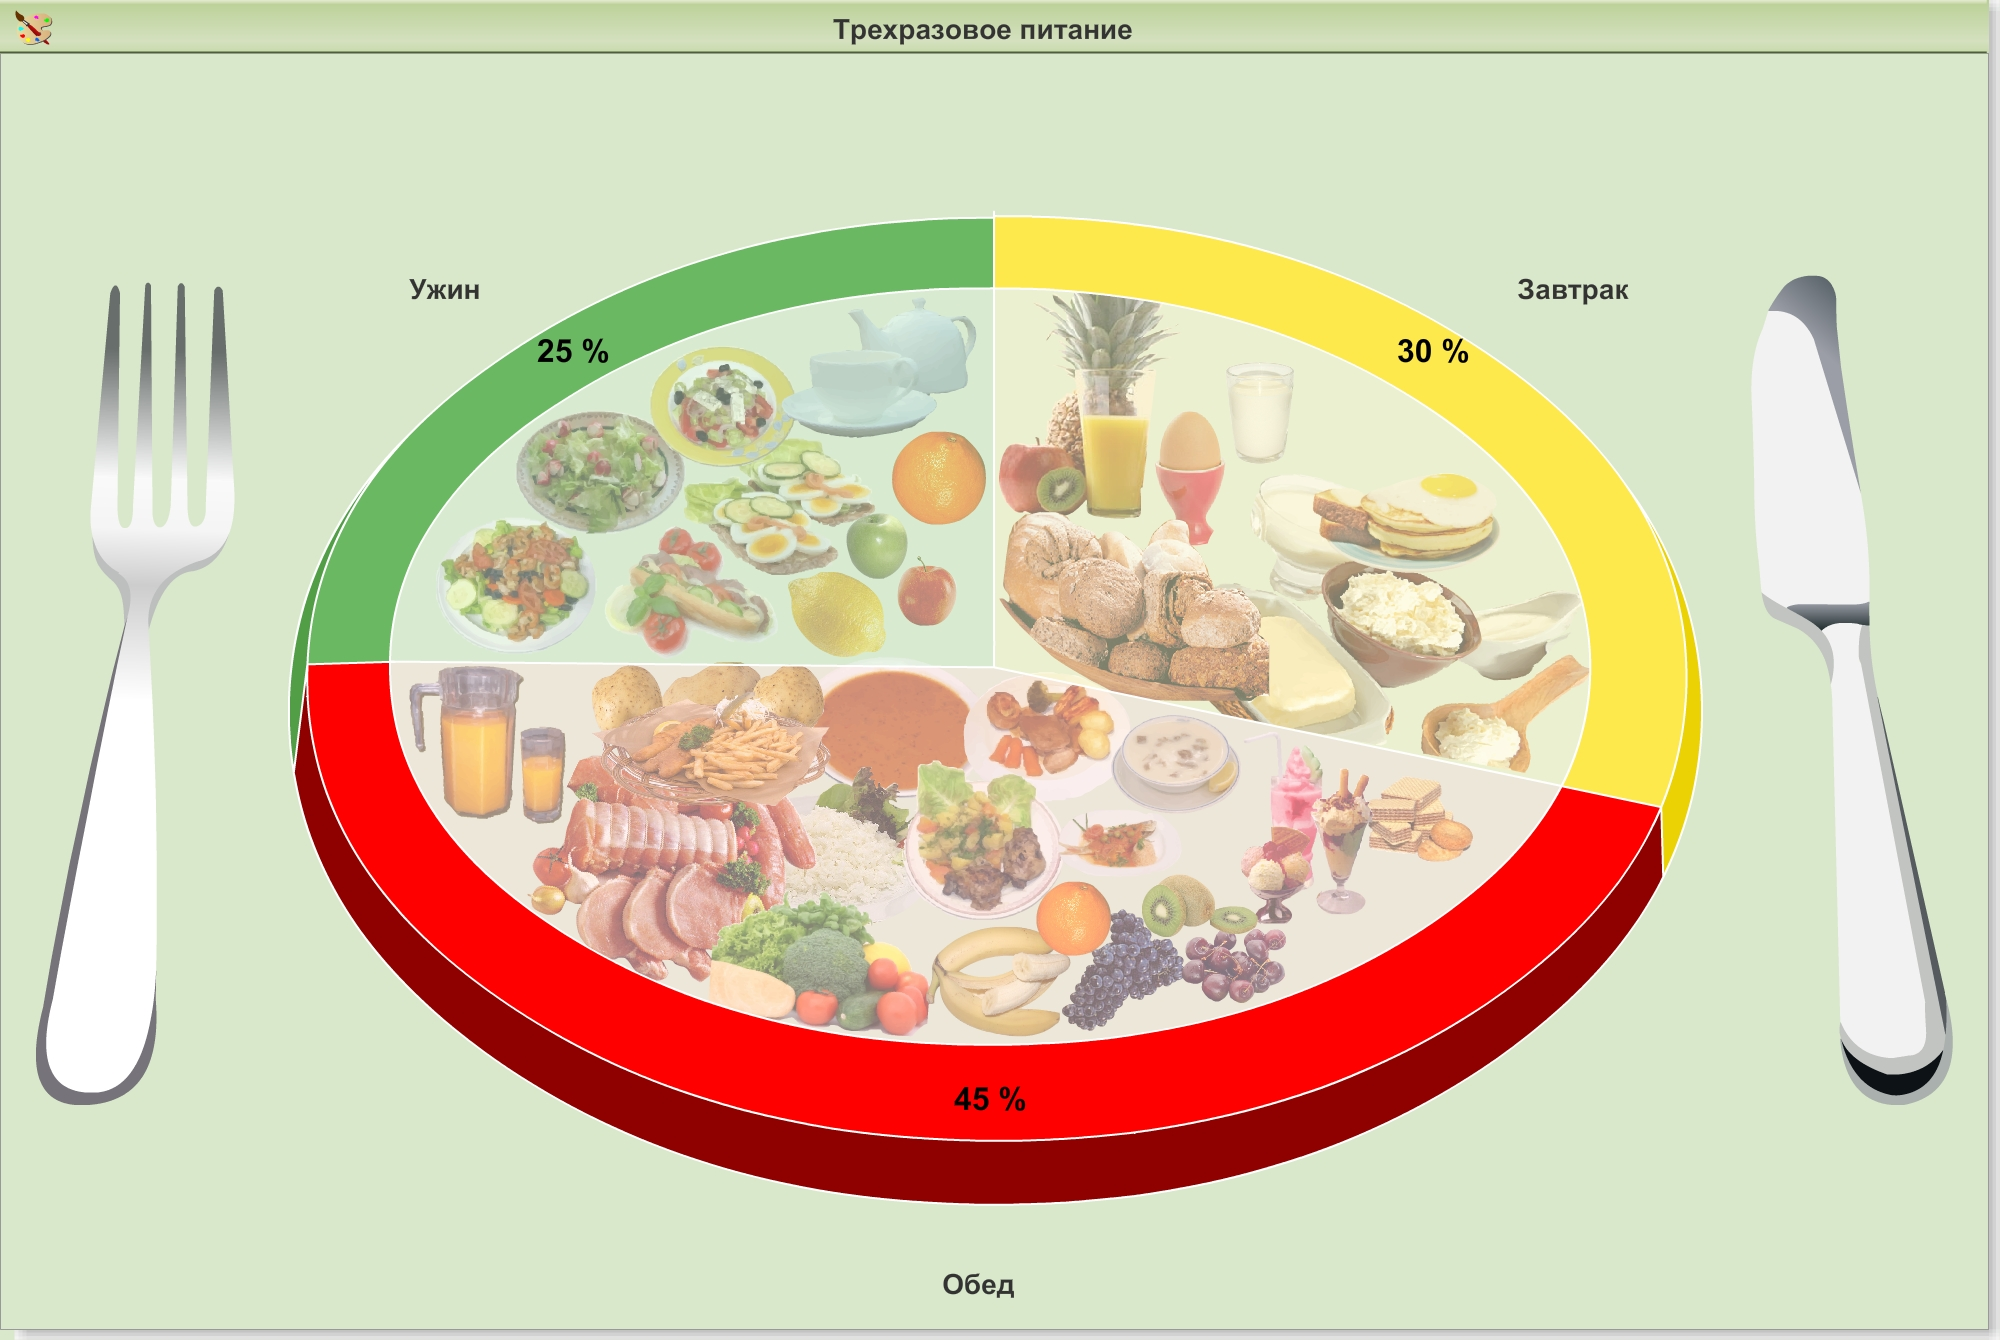 Трехразовое питание
Ужин
Завтрак
25 %
30 %
45 %
Обед